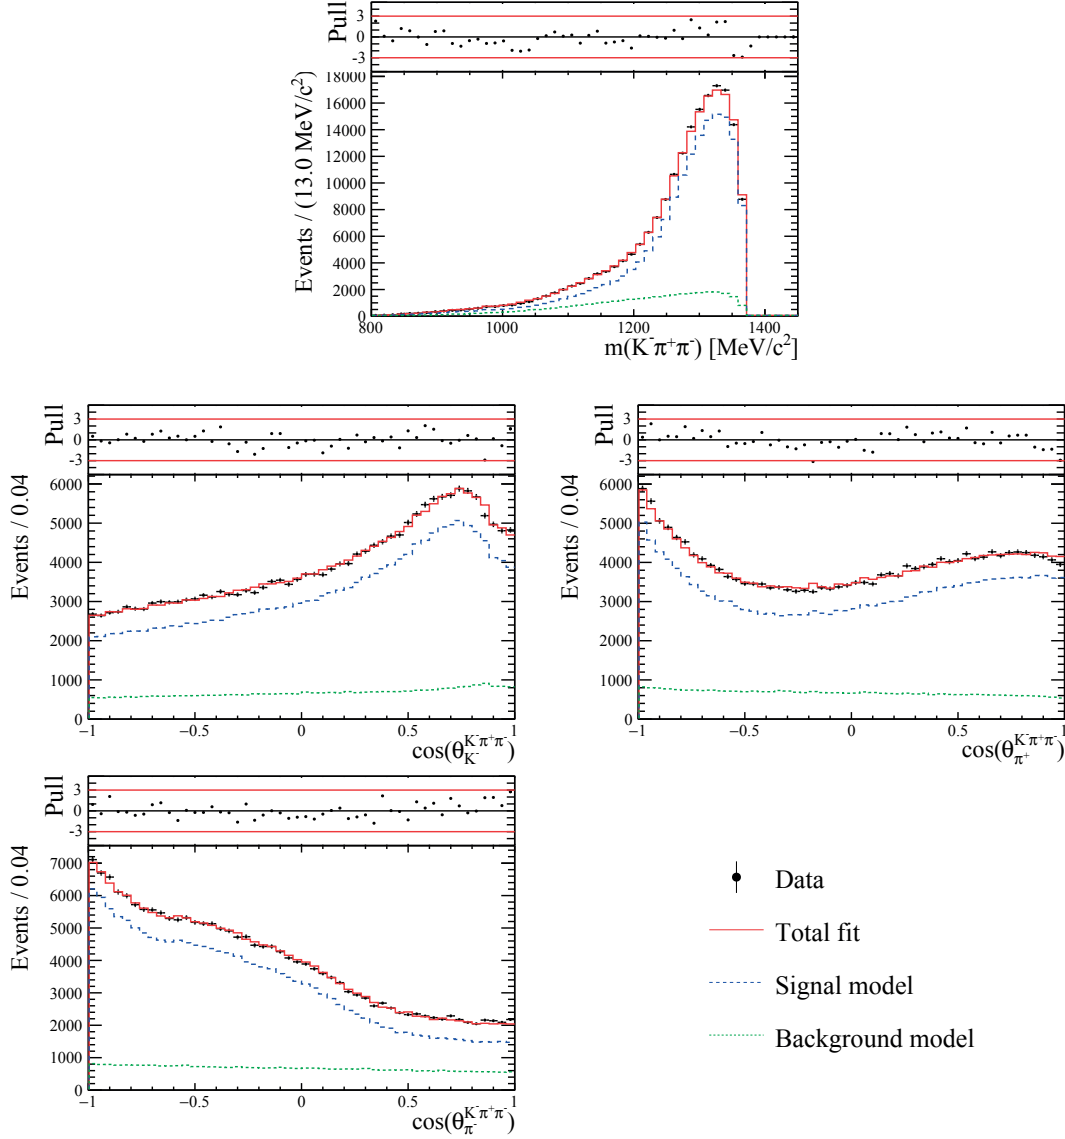 Pull
3
0
-3
Events / (13.0 MeV/c²)
18000
16000
14000
12000
10000
8000
6000
4000
2000
0
800 1000 1200 1400
m(K⁻π⁺π⁻) [MeV/c²]
Pull
3
0
-3
Events / 0.04
6000
5000
4000
3000
2000
1000
0
−1 −0.5 0 0.5 1
cos(θ_{K⁻}^{K⁻π⁺π⁻})
Pull
3
0
-3
Events / 0.04
6000
5000
4000
3000
2000
1000
0
−1 −0.5 0 0.5 1
cos(θ_{π⁺}^{K⁻π⁺π⁻})
Pull
3
0
-3
Events / 0.04
7000
6000
5000
4000
3000
2000
1000
0
−1 −0.5 0 0.5 1
cos(θ_{π⁻}^{K⁻π⁺π⁻})
Data
Total fit
Signal model
Background model